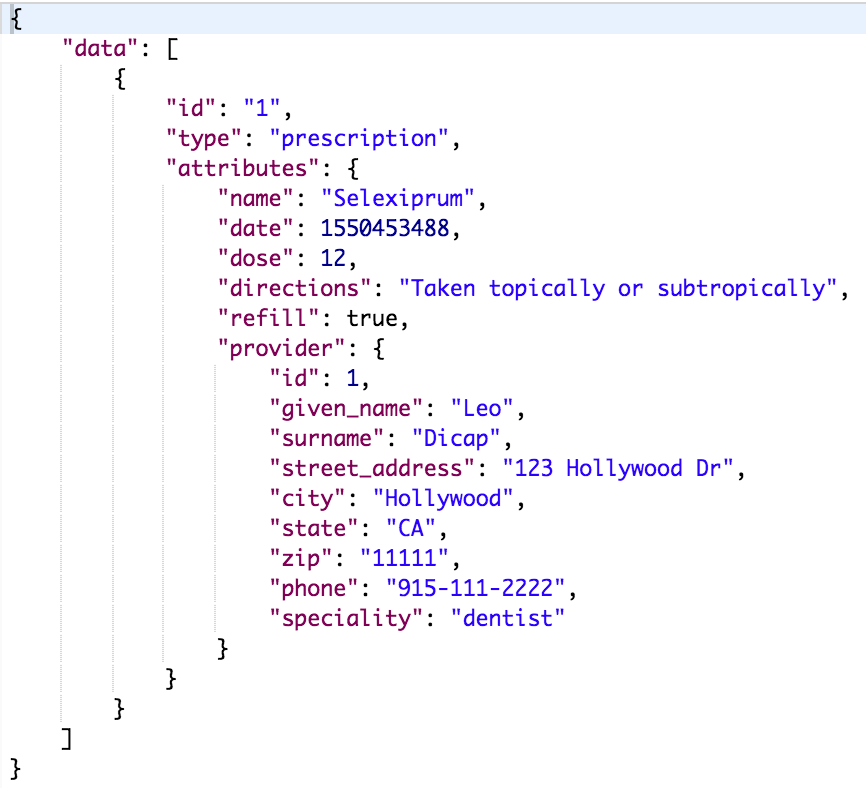 {
    "data": [
        {
            "id": "1",
            "type": "prescription",
            "attributes": {
                "name": "Selexiprum",
                "date": 1550453488,
                "dose": 12,
                "directions": "Taken topically or subtropically",
                "refill": true,
                "provider": {
                    "id": 1,
                    "given_name": "Leo",
                    "surname": "Dicap",
                    "street_address": "123 Hollywood Dr",
                    "city": "Hollywood",
                    "state": "CA",
                    "zip": "11111",
                    "phone": "915-111-2222",
                    "speciality": "dentist"
                }
            }
        }
    ]
}